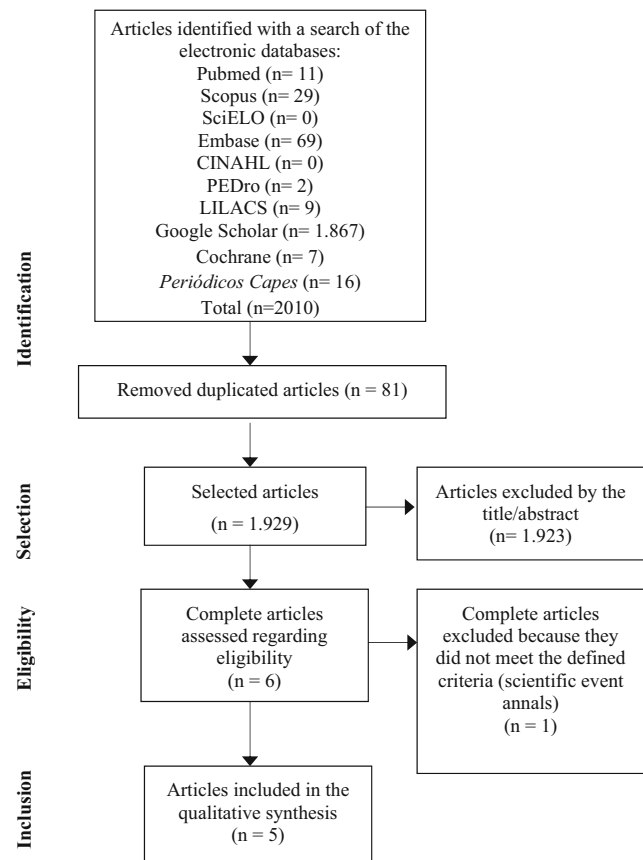 Articles identified with a search of the
electronic databases:
Pubmed (n= 11)
Scopus (n= 29)
SciELO (n= 0)
Embase (n= 69)
CINAHL (n= 0)
PEDro (n= 2)
LILACS (n= 9)
Google Scholar (n= 1.867)
Cochrane (n= 7)
Periódicos Capes (n= 16)
Total (n=2010)
Identification
Removed duplicated articles (n = 81)
Selection
Selected articles
(n = 1.929)
Articles excluded by the
title/abstract
(n= 1.923)
Eligibility
Complete articles
assessed regarding
eligibility
(n = 6)
Complete articles
excluded because they
did not meet the defined
criteria (scientific event
annals)
(n = 1)
Inclusion
Articles included in the
qualitative synthesis
(n = 5)